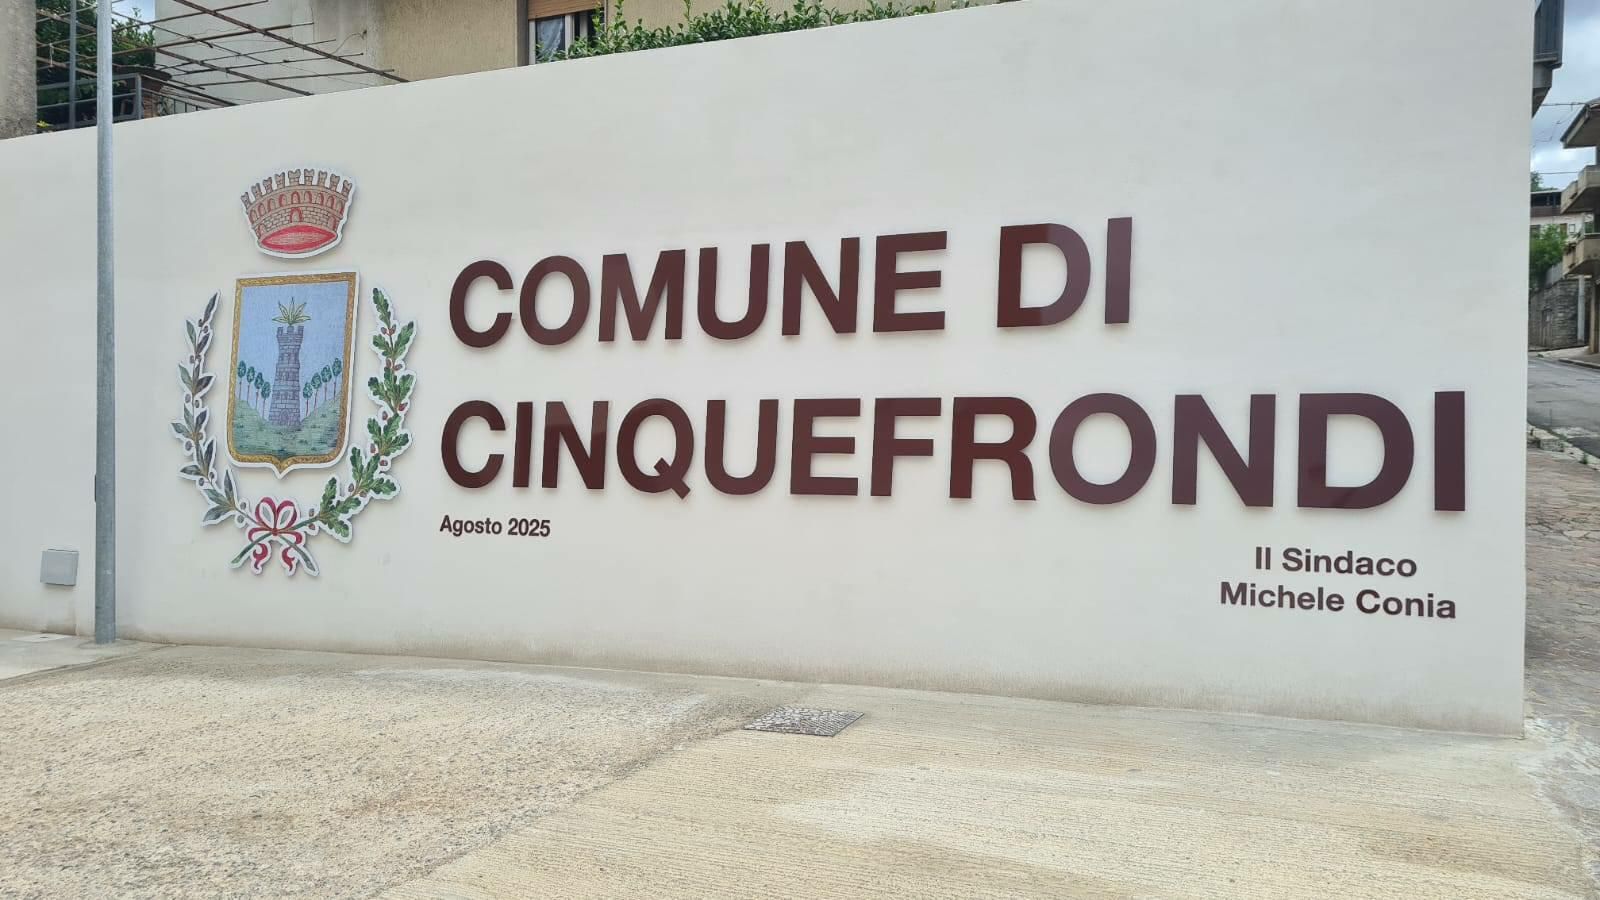 COMUNE DI
CINQUEFRONDI
Agosto 2025
Il Sindaco
Michele Conia